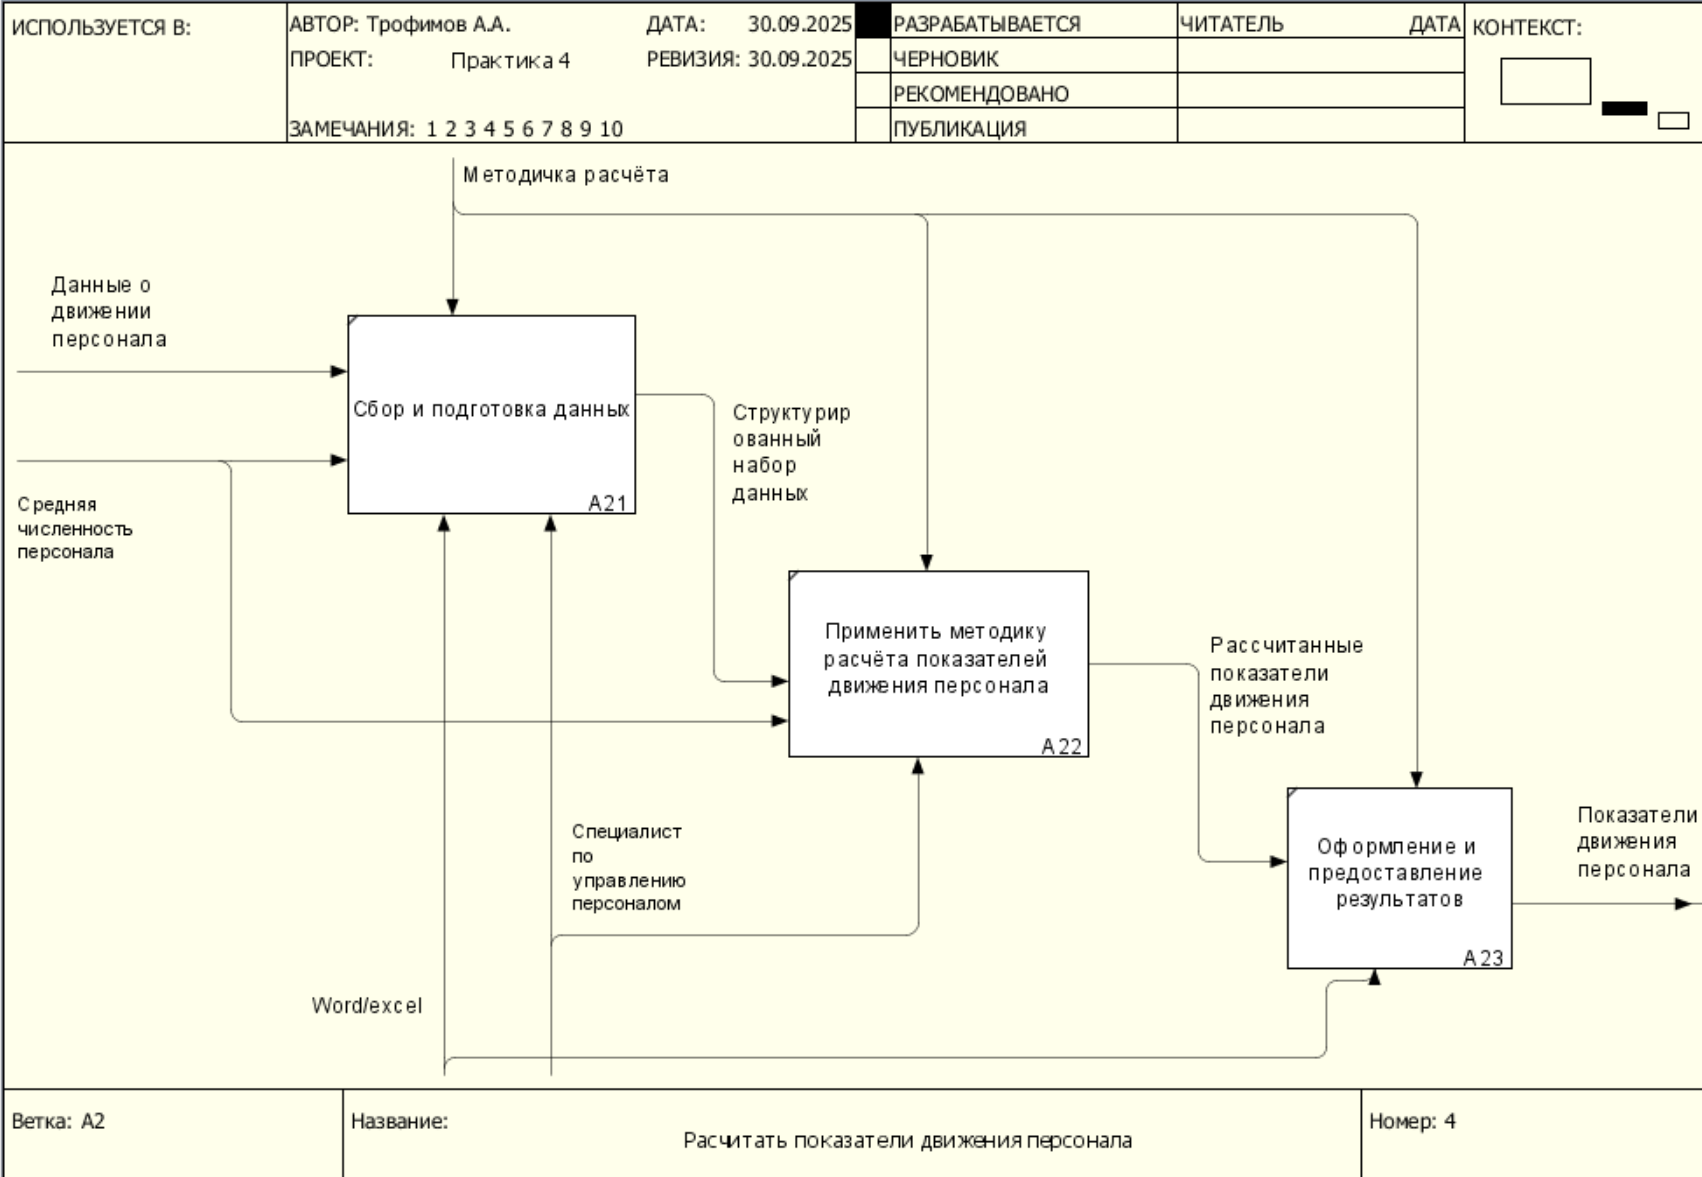 ИСПОЛЬЗУЕТСЯ В:
АВТОР: Трофимов А.А.
ДАТА: 30.09.2025
ПРОЕКТ: Практика 4
РЕВИЗИЯ: 30.09.2025
ЗАМЕЧАНИЯ: 1 2 3 4 5 6 7 8 9 10
РАЗРАБАТЫВАЕТСЯ
ЧЕРНОВИК
РЕКОМЕНДОВАНО
ПУБЛИКАЦИЯ
ЧИТАТЕЛЬ
ДАТА
КОНТЕКСТ:
Методичка расчёта
Данные о
движении
персонала
Сбор и подготовка данных
A21
Структурир
ованный
набор
данных
Средняя
численность
персонала
Применить методику
расчёта показателей
движения персонала
A22
Рассчитанные
показатели
движения
персонала
Специалист
по
управлению
персоналом
Оформление и
предоставление
результатов
A23
Показатели
движения
персонала
Word/excel
Ветка: A2
Название:
Расчитать показатели движения персонала
Номер: 4